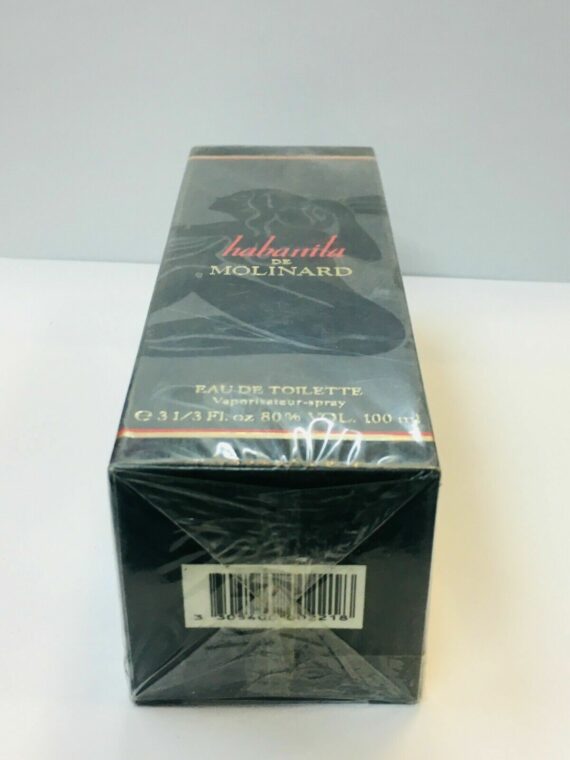 habanita
DE
MOLINARD
EAU DE TOILETTE
Vaporisateur-spray
℮ 3 1/3 Fl. oz 80% VOL. 100 ml